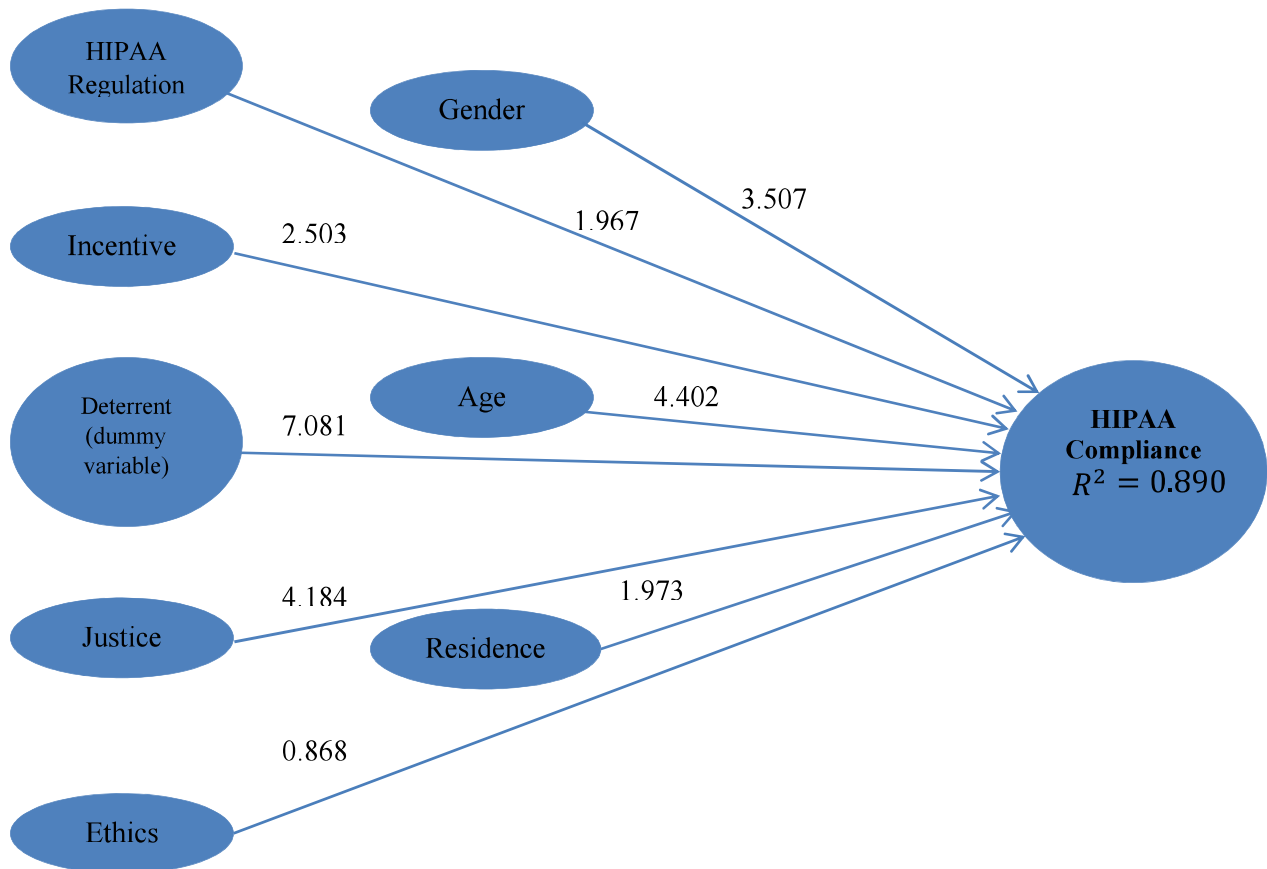 HIPAA
Regulation
Gender
3.507
1.967
Incentive
2.503
Deterrent
(dummy
variable)
7.081
Age
4.402
HIPAA
Compliance
R² = 0.890
Justice
4.184
Residence
1.973
Ethics
0.868